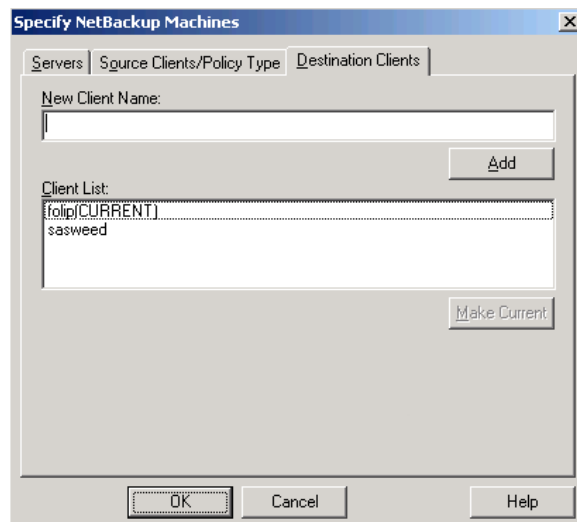 Specify NetBackup Machines
Servers Source Clients/Policy Type Destination Clients
New Client Name:
Add
Client List:
folip(CURRENT)
sasweed
Make Current
OK Cancel Help